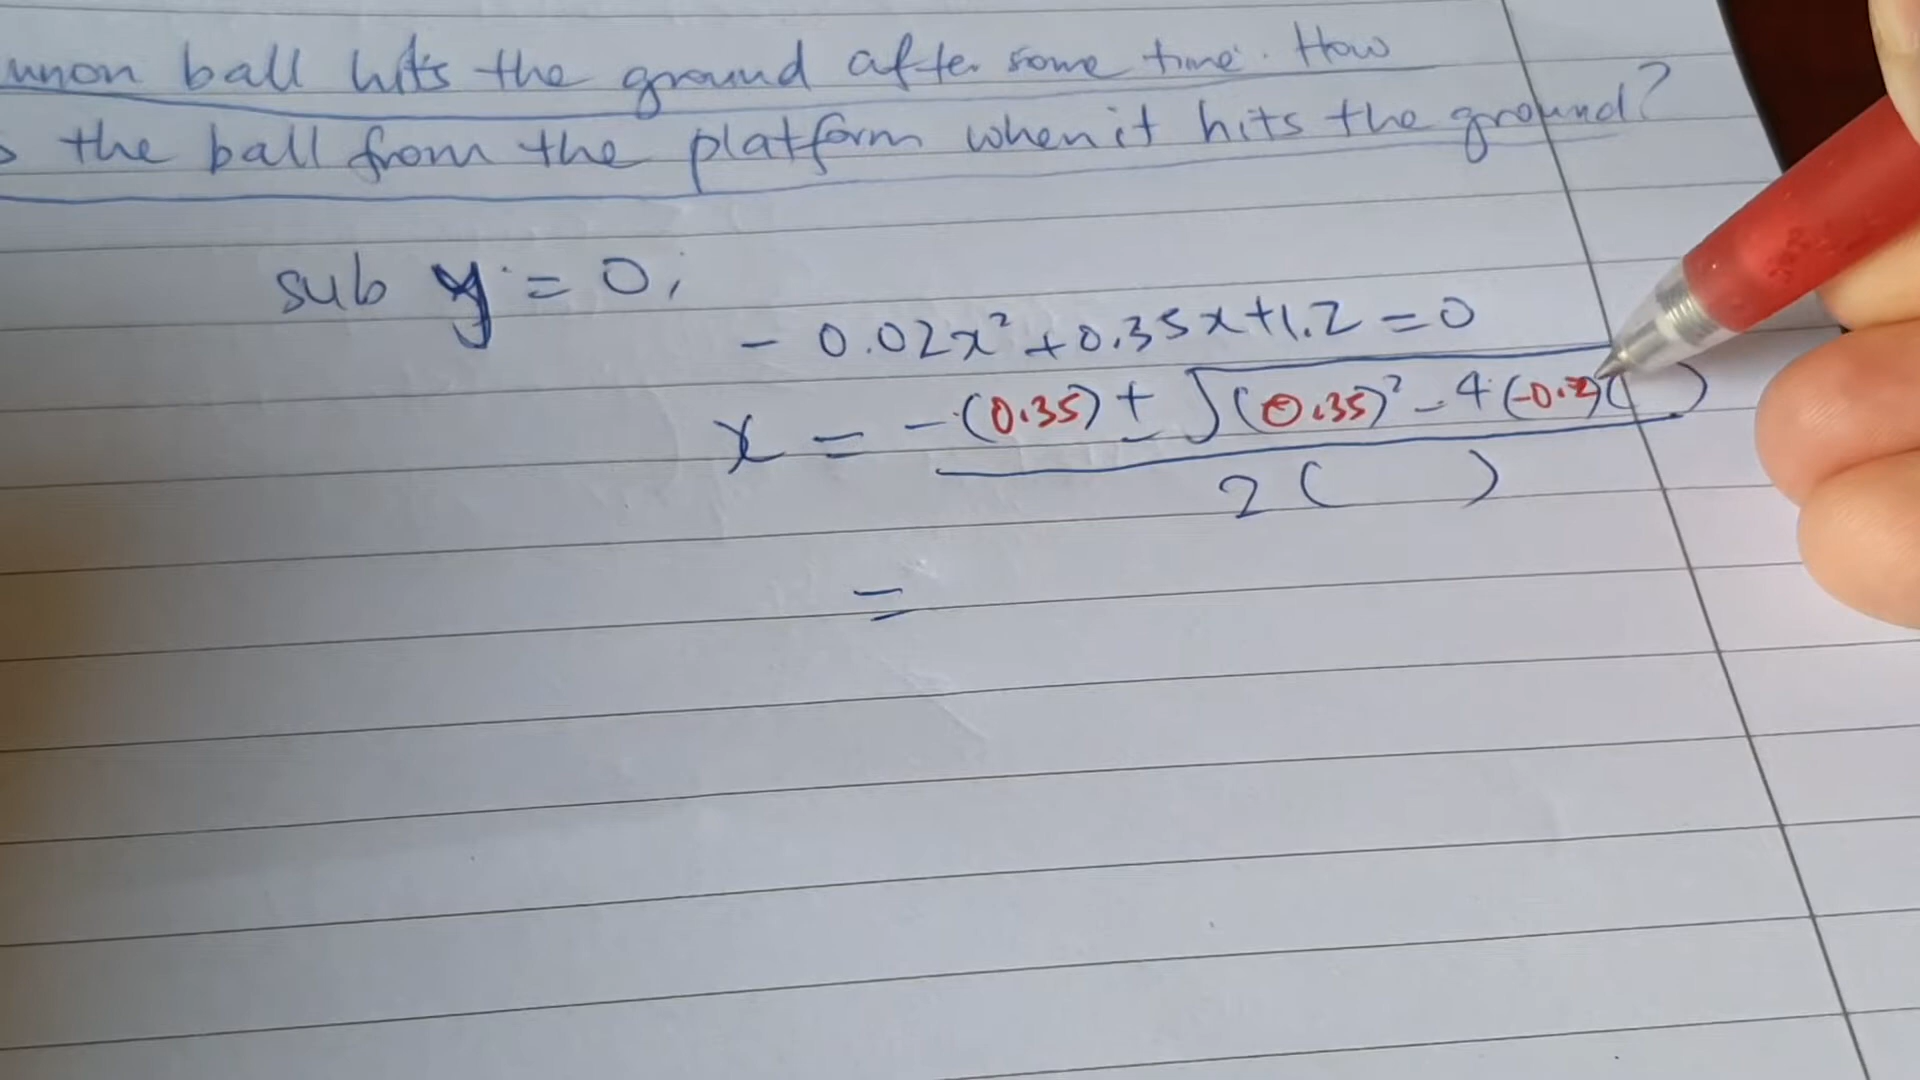 ball hits the ground after some time. How
the ball from the platform when it hits the ground?
sub y = 0,
- 0.02x² + 0.35x + 1.2 = 0
x = -(0.35) ± √(0.35)² - 4(-0.2)( )
2 ( )
=